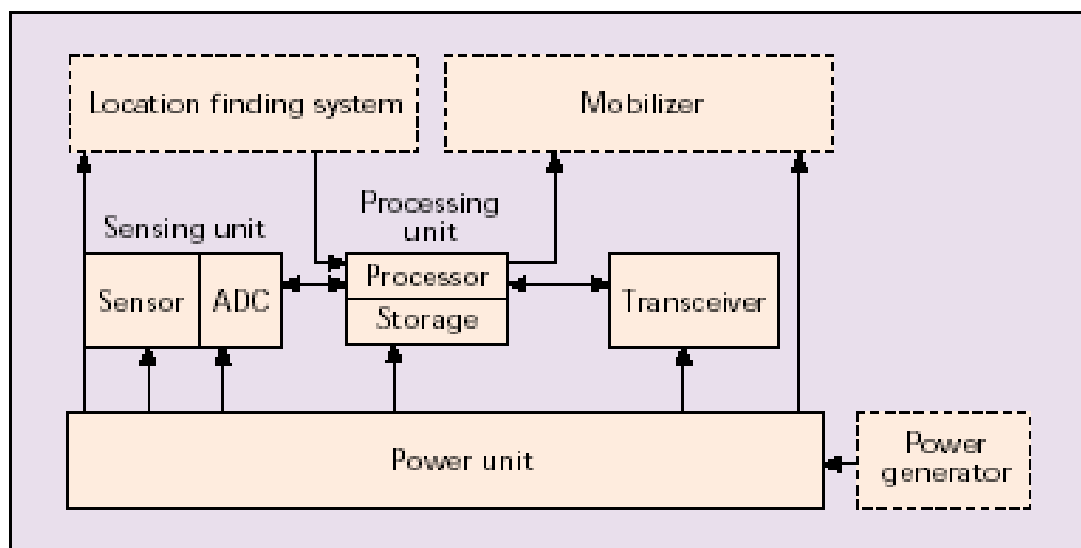 Location finding system
Mobilizer
Sensing unit
Processing
unit
Sensor
ADC
Processor
Storage
Transceiver
Power unit
Power
generator